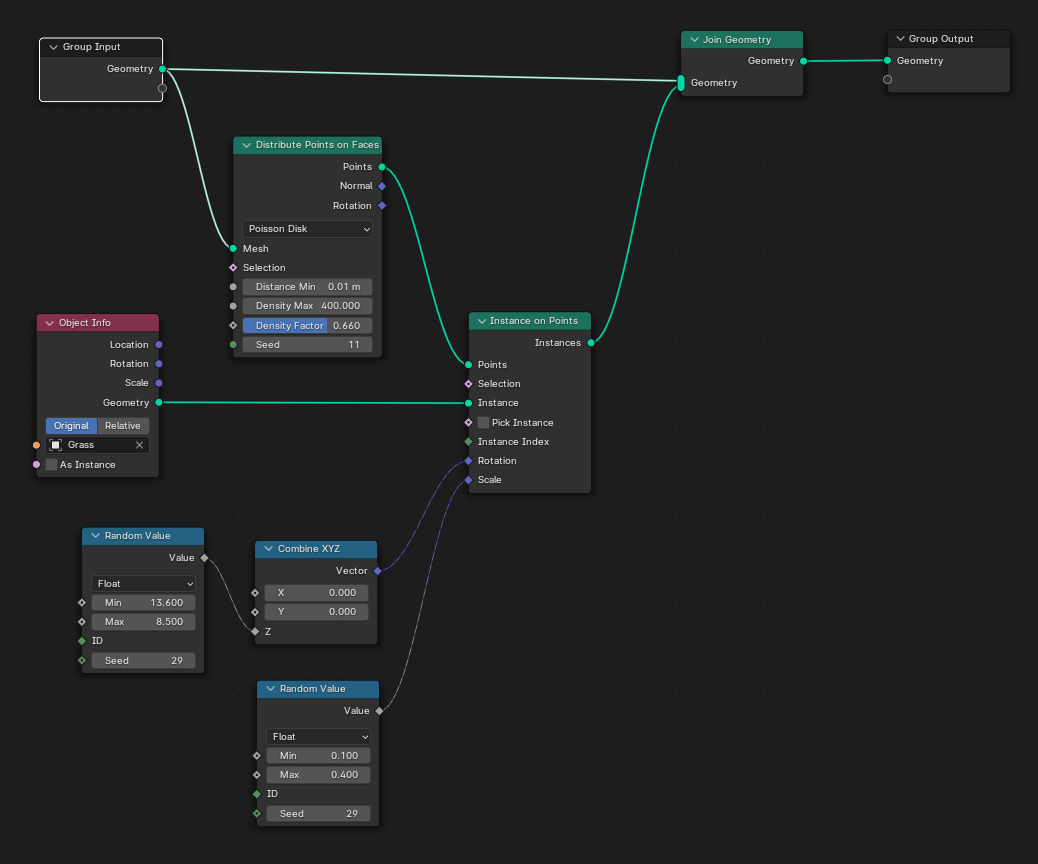 Group Input
Geometry
Join Geometry
Geometry
Geometry
Group Output
Geometry
Distribute Points on Faces
Points
Normal
Rotation
Poisson Disk
Mesh
Selection
Distance Min 0.01 m
Density Max 400.000
Density Factor 0.660
Seed 11
Object Info
Location
Rotation
Scale
Geometry
Original Relative
Grass
As Instance
Instance on Points
Instances
Points
Selection
Instance
Pick Instance
Instance Index
Rotation
Scale
Random Value
Value
Float
Min 13.600
Max 8.500
ID
Seed 29
Combine XYZ
Vector
X 0.000
Y 0.000
Z
Random Value
Value
Float
Min 0.100
Max 0.400
ID
Seed 29